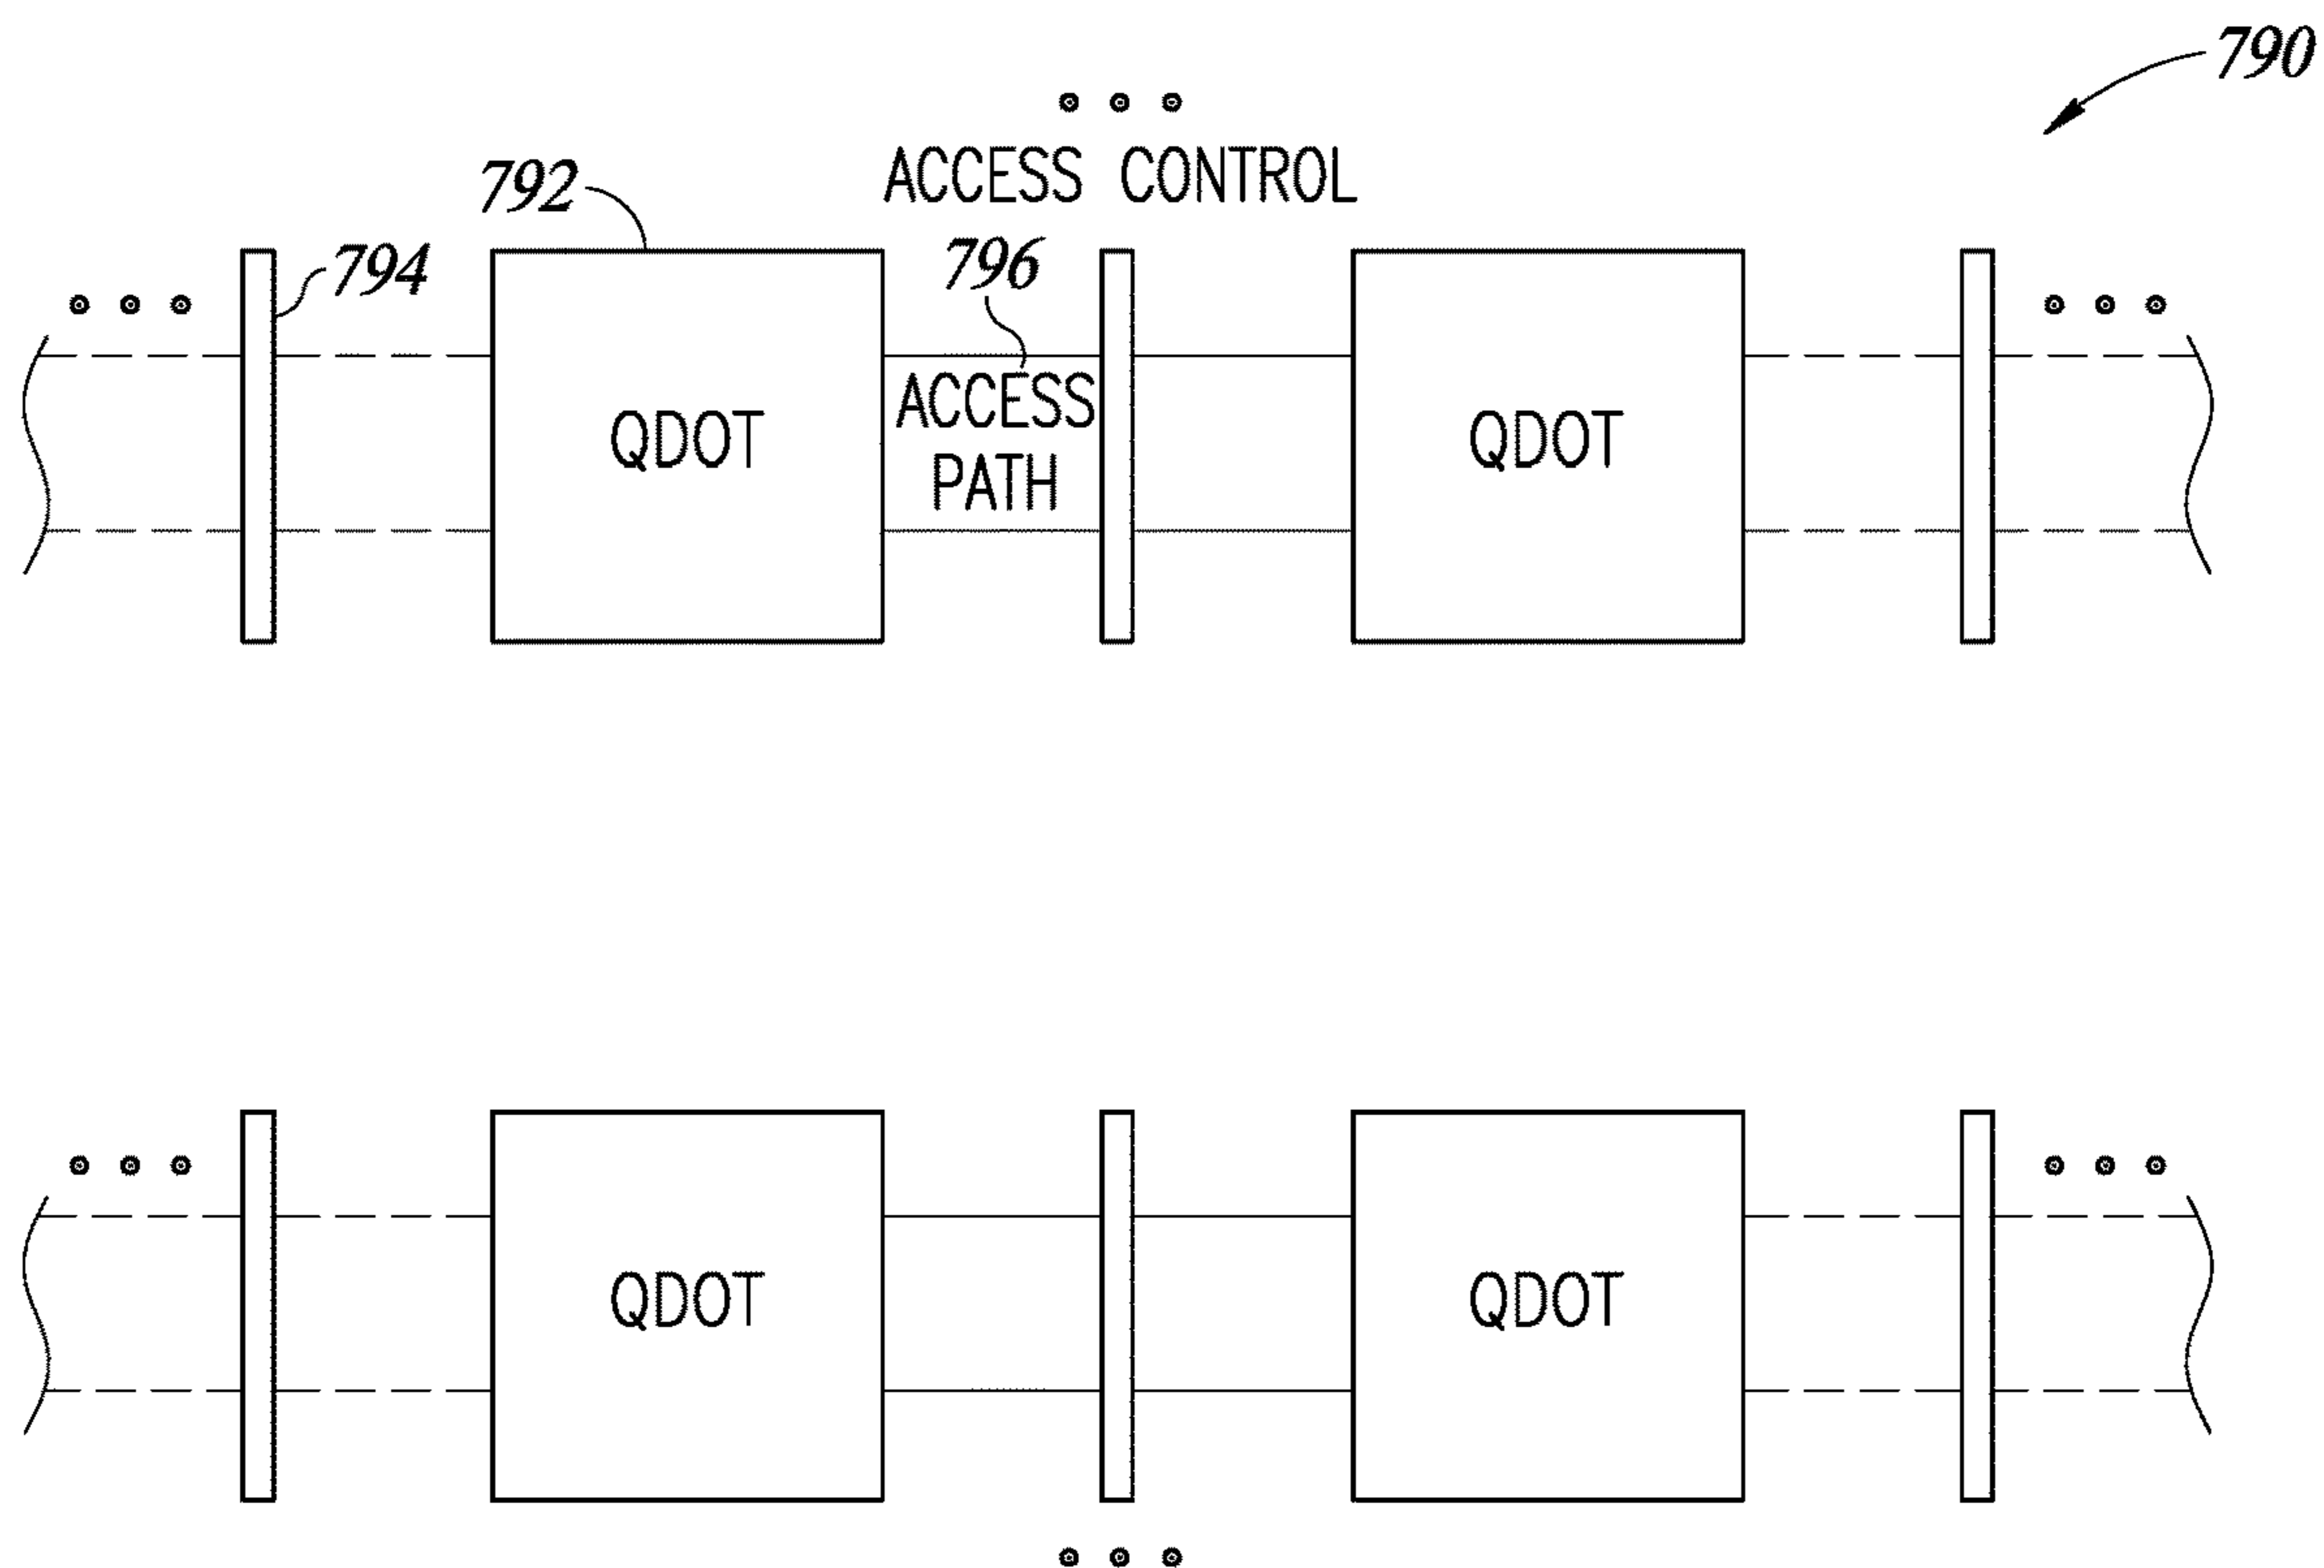 790
ACCESS CONTROL
792
794
796
ACCESS
PATH
QDOT
QDOT
QDOT
QDOT